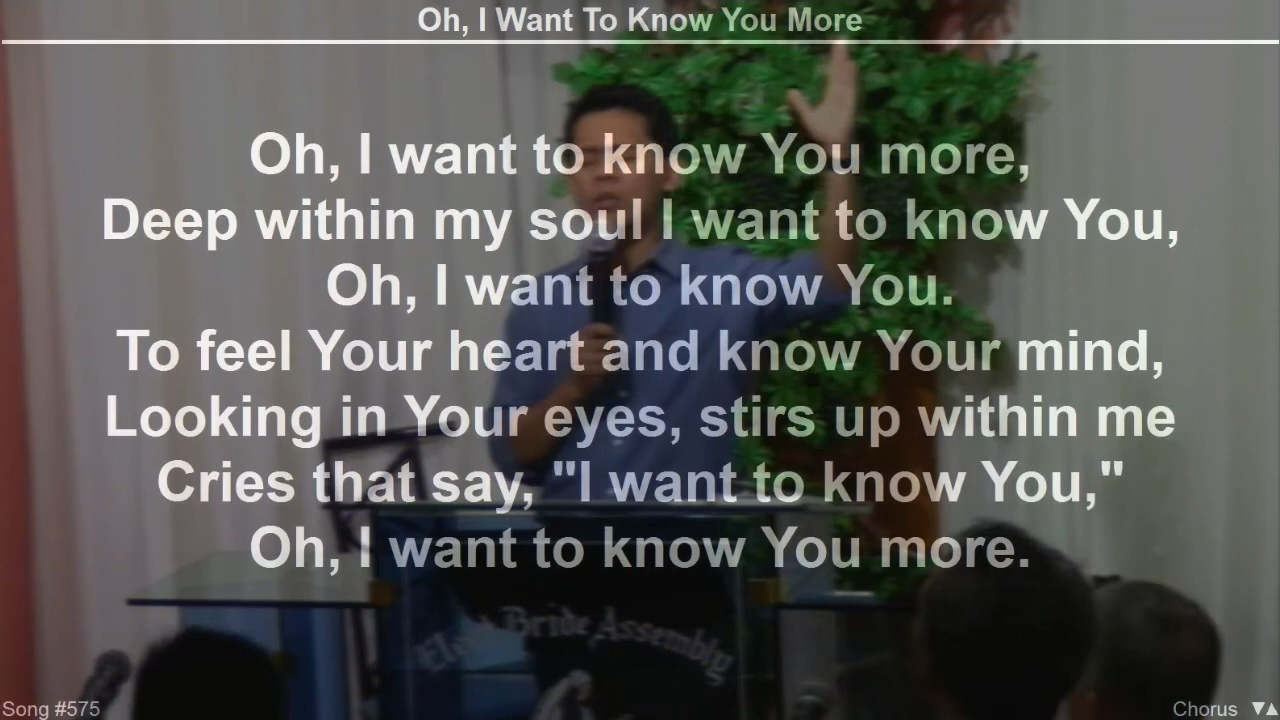 Oh, I Want To Know You More
Oh, I want to know You more,
Deep within my soul I want to know You,
Oh, I want to know You.
To feel Your heart and know Your mind,
Looking in Your eyes, stirs up within me
Cries that say, "I want to know You,"
Oh, I want to know You more.
Elect Bride Assembly
Song #575
Chorus ▼▲